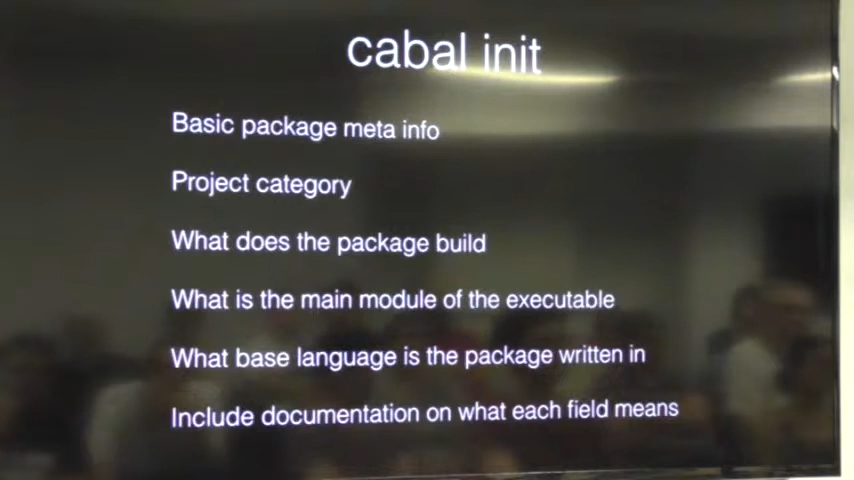 cabal init
Basic package meta info
Project category
What does the package build
What is the main module of the executable
What base language is the package written in
Include documentation on what each field means